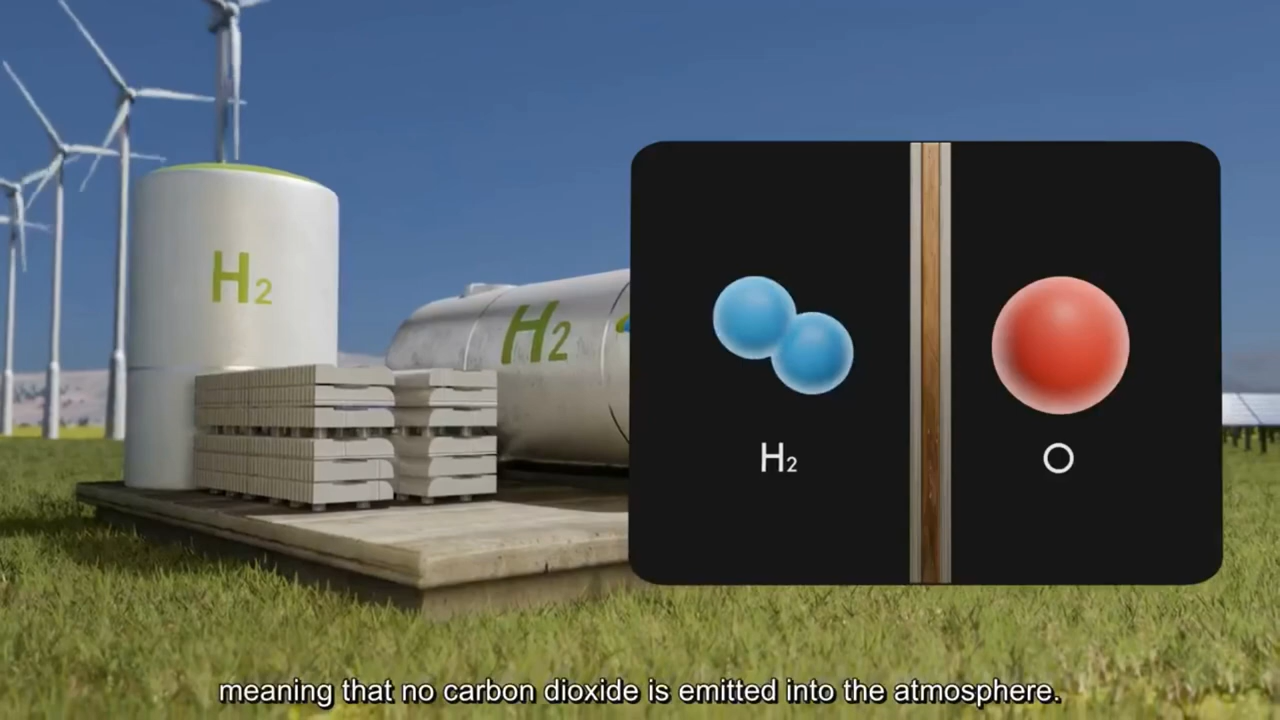 H₂
H₂
H₂
O
meaning that no carbon dioxide is emitted into the atmosphere.